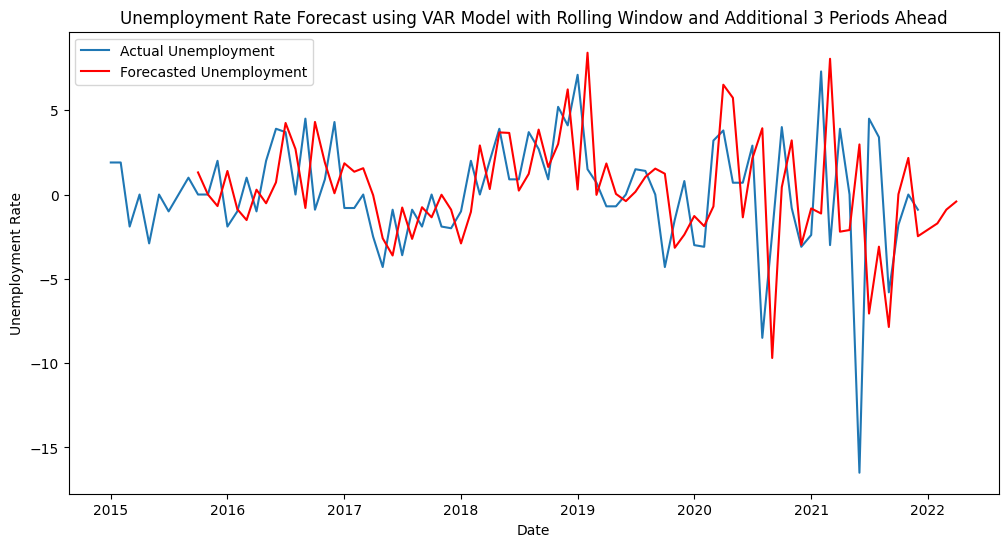 Unemployment Rate Forecast using VAR Model with Rolling Window and Additional 3 Periods Ahead
Actual Unemployment
Forecasted Unemployment
Unemployment Rate
5
0
−5
−10
−15
2015 2016 2017 2018 2019 2020 2021 2022
Date